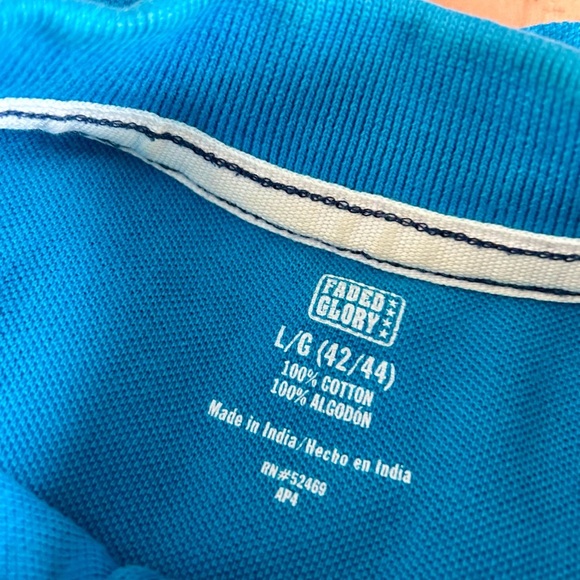 FADED
GLORY
L/G (42/44)
100% COTTON
100% ALGODÓN
Made in India/Hecho en India
RN#52469
AP4